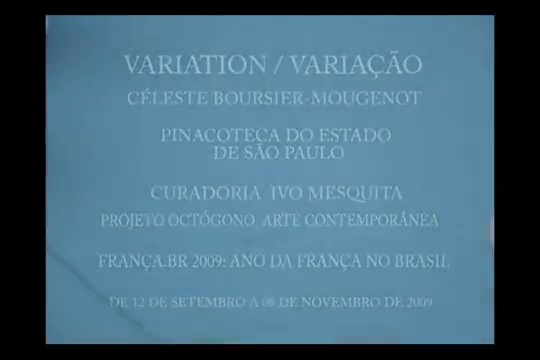 VARIATION / VARIAÇÃO
CÉLESTE BOURSIER-MOUGENOT
PINACOTECA DO ESTADO
DE SÃO PAULO
CURADORIA IVO MESQUITA
PROJETO OCTÓGONO ARTE CONTEMPORÂNEA
FRANÇA.BR 2009: ANO DA FRANÇA NO BRASIL
DE 12 DE SETEMBRO A 08 DE NOVEMBRO DE 2009